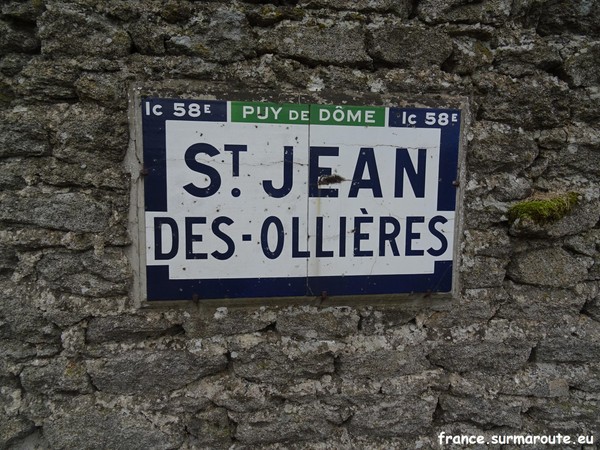 Ic 58E PUY DE DÔME Ic 58E
ST. JEAN
DES-OLLIÈRES
france.surmaroute.eu